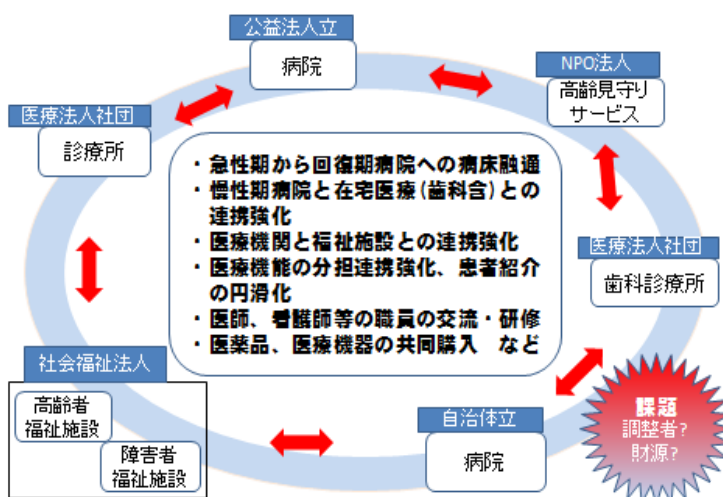 公益法人立
病院
NPO法人
高齢見守り
サービス
医療法人社団
診療所
・急性期から回復期病院への病床融通
・慢性期病院と在宅医療(歯科含)との
連携強化
・医療機関と福祉施設との連携強化
・医療機能の分担連携強化、患者紹介
の円滑化
・医師、看護師等の職員の交流・研修
・医薬品、医療機器の共同購入　など
医療法人社団
歯科診療所
社会福祉法人
高齢者
福祉施設
障害者
福祉施設
自治体立
病院
課題
調整者?
財源?